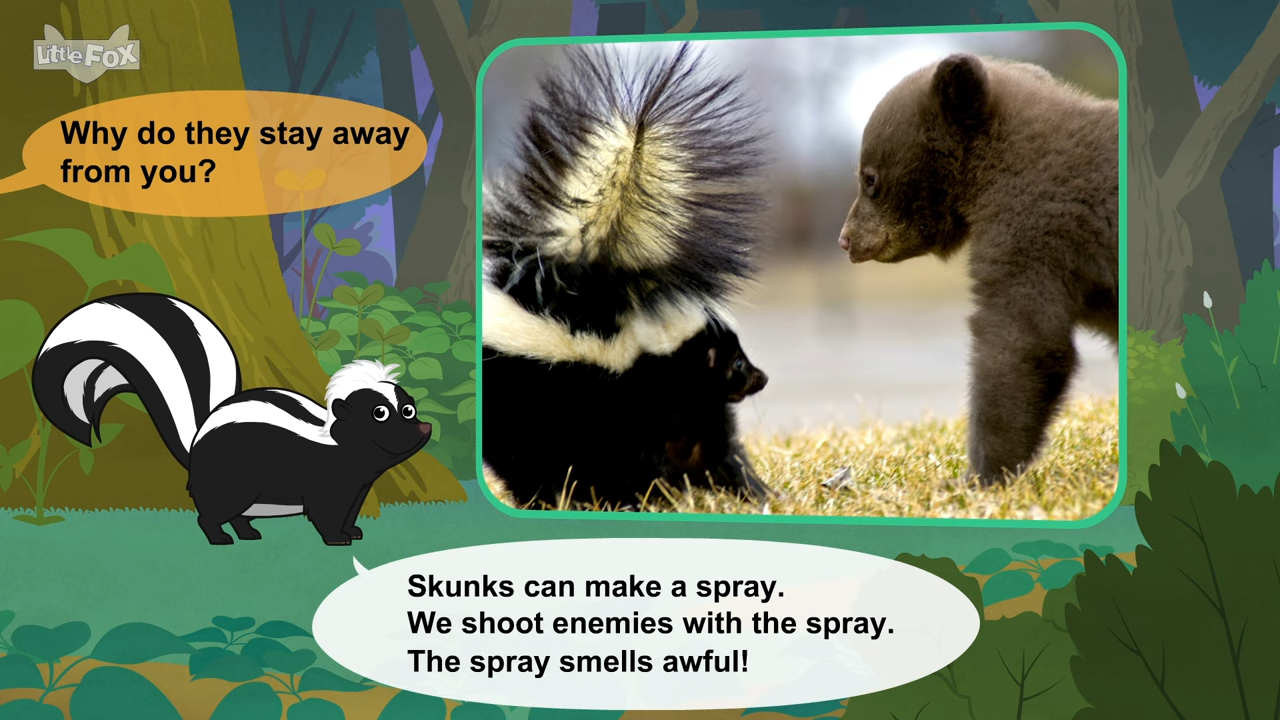 Little Fox
Why do they stay away
from you?
Skunks can make a spray.
We shoot enemies with the spray.
The spray smells awful!